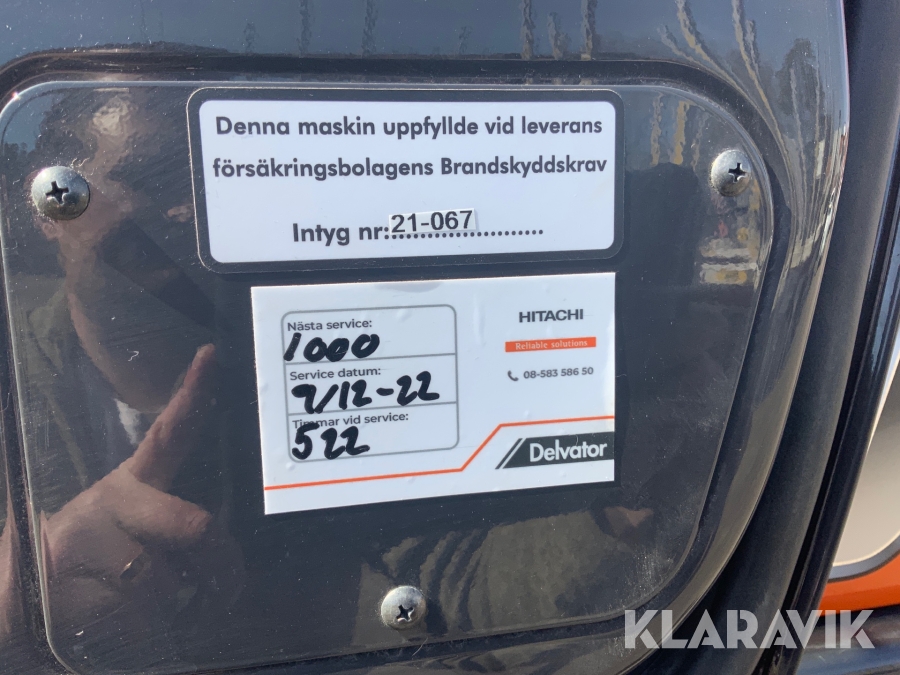 Denna maskin uppfyllde vid leverans
försäkringsbolagens Brandskyddskrav
Intyg nr:21-067
Nästa service:
1000
Service datum:
7/12-22
Timmar vid service:
522
HITACHI
Reliable solutions
08-583 586 50
Delvator
KLARAVIK